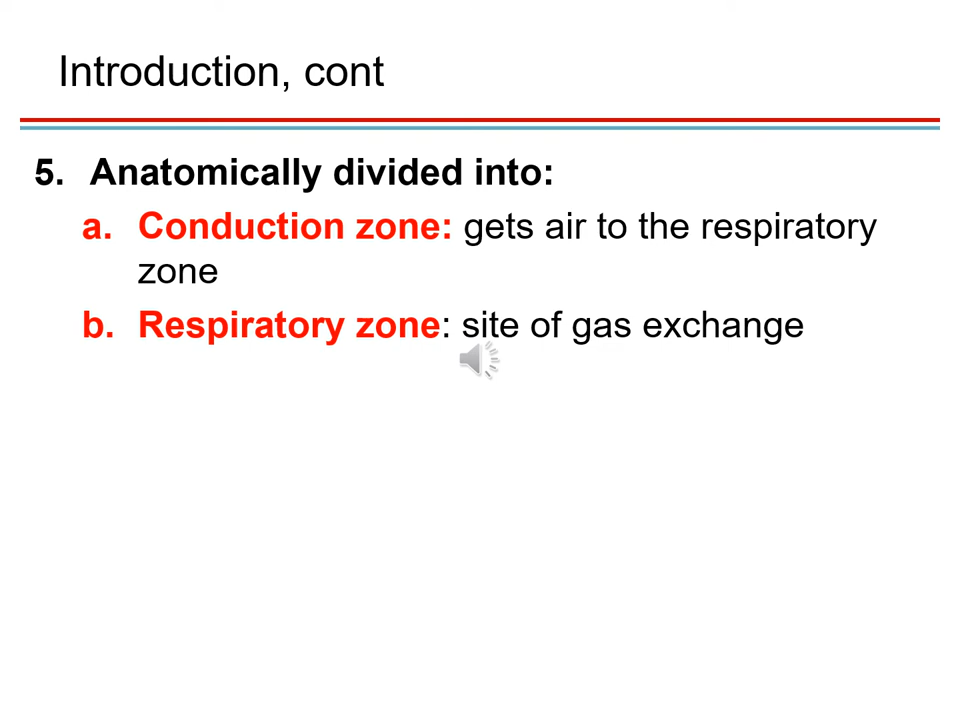 Introduction, cont
5. Anatomically divided into:
a. Conduction zone: gets air to the respiratory
zone
b. Respiratory zone: site of gas exchange